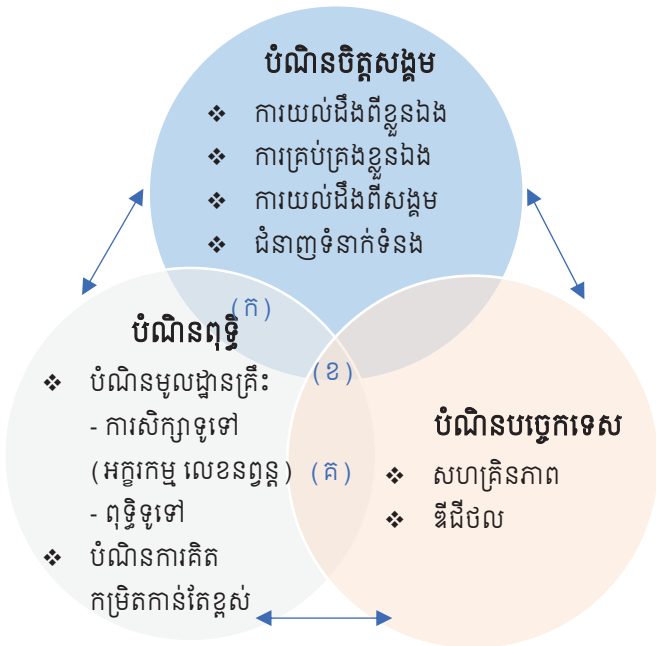 បំណិនចិត្តសង្គម
❖ ការយល់ដឹងពីខ្លួនឯង
❖ ការគ្រប់គ្រងខ្លួនឯង
❖ ការយល់ដឹងពីសង្គម
❖ ជំនាញទំនាក់ទំនង
(ក)
បំណិនពុទ្ធិ
❖ បំណិនមូលដ្ឋានគ្រឹះ
- ការសិក្សាទូទៅ
(អក្ខរកម្ម លេខនព្វន្ត)
- ពុទ្ធិទូទៅ
❖ បំណិនការគិត
កម្រិតកាន់តែខ្ពស់
(ខ)
(គ)
បំណិនបច្ចេកទេស
❖ សហគ្រិនភាព
❖ ឌីជីថល